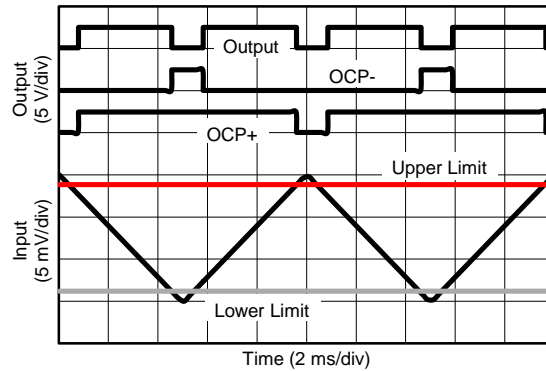 Output
(5 V/div)
Output
OCP-
OCP+
Input
(5 mV/div)
Upper Limit
Lower Limit
Time (2 ms/div)